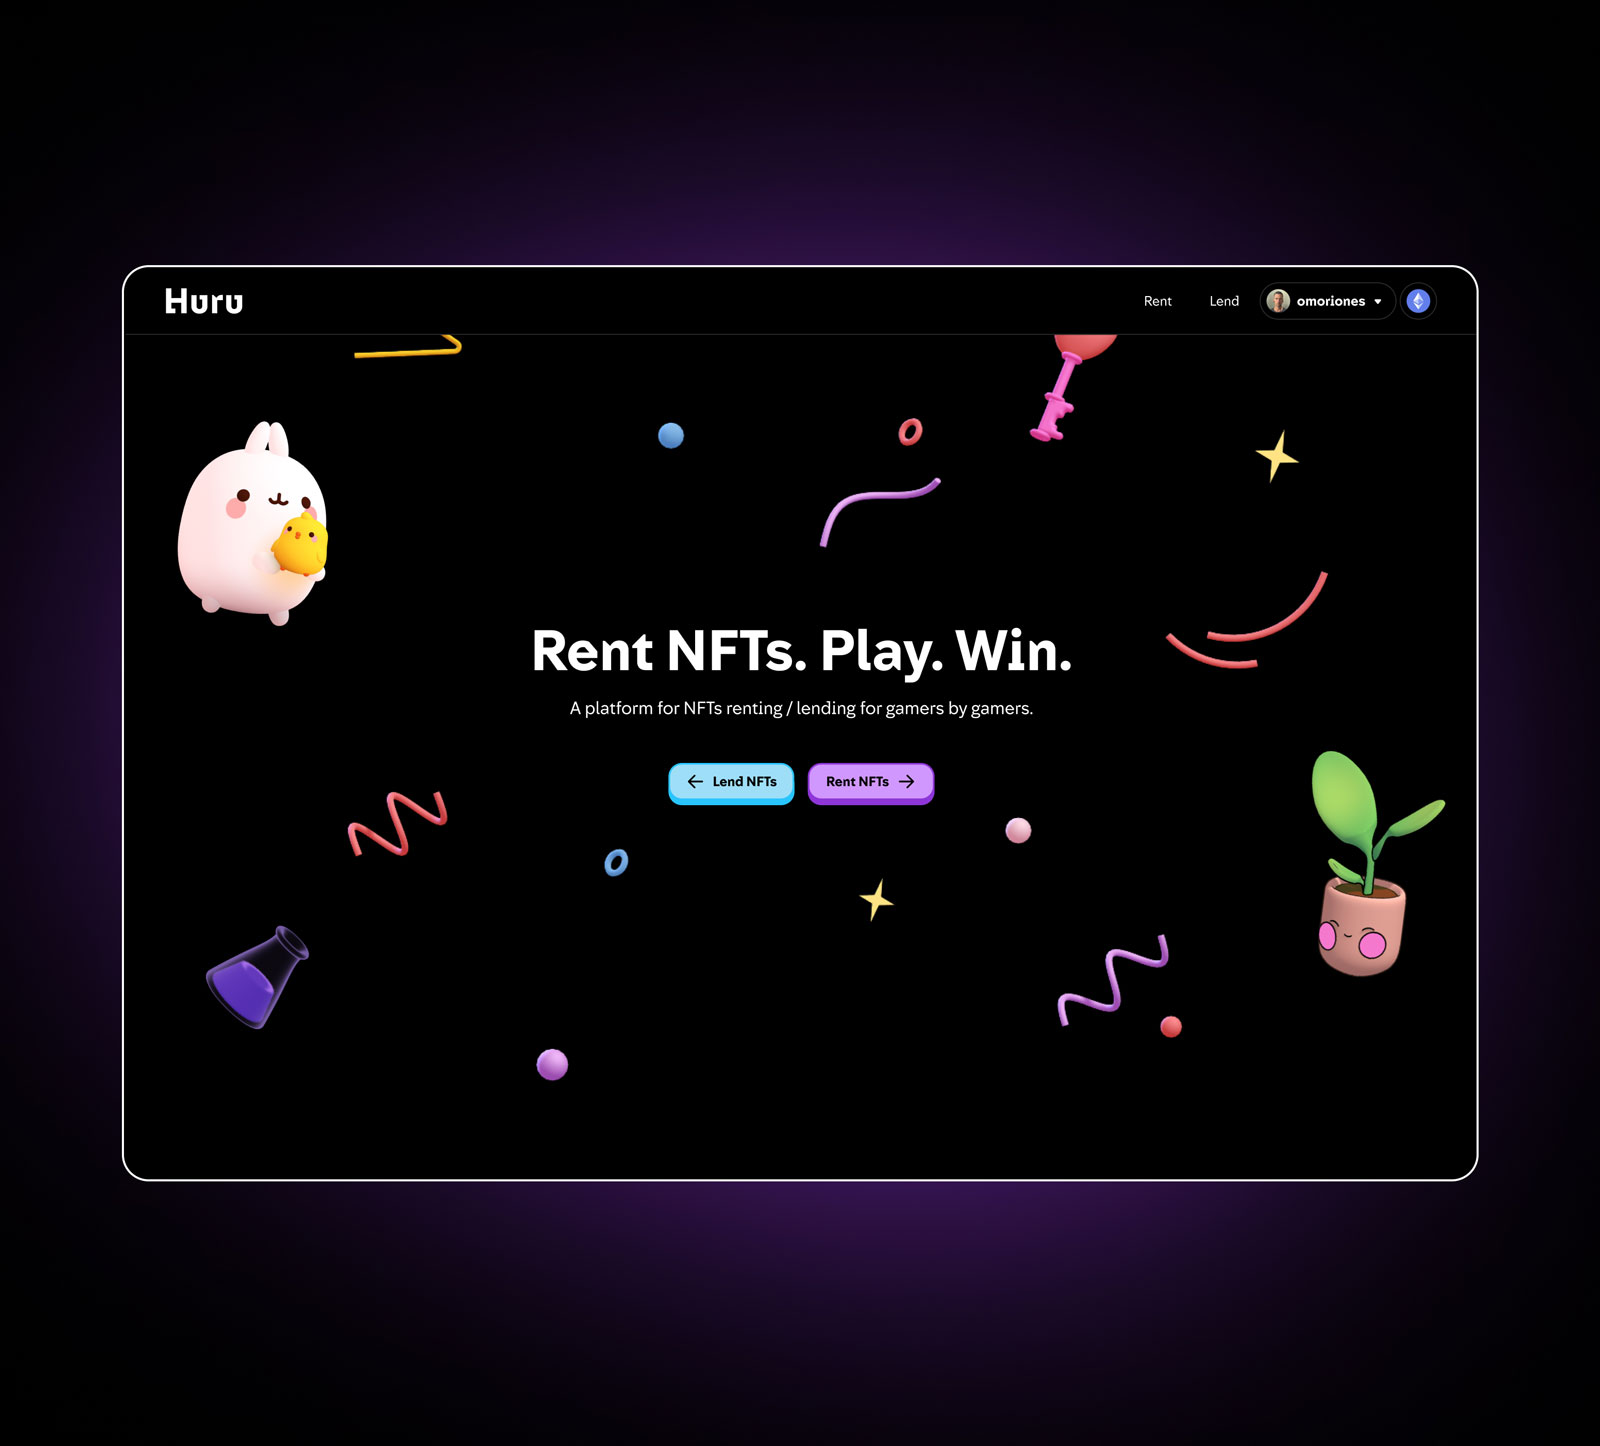 Huru
Rent
Lend
omoriones
Rent NFTs. Play. Win.
A platform for NFTs renting / lending for gamers by gamers.
Lend NFTs
Rent NFTs